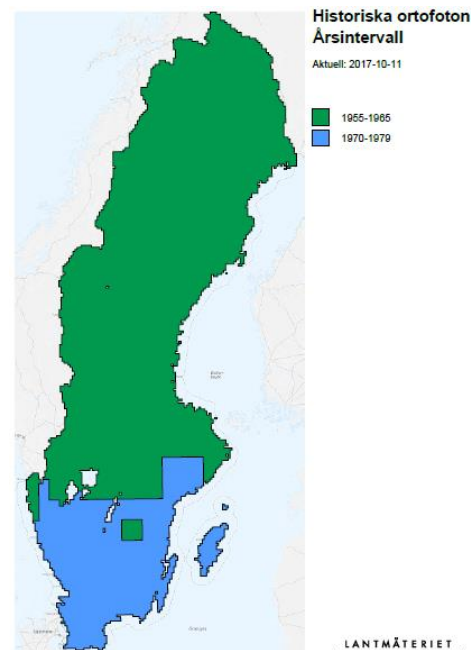 Historiska ortofoton
Årsintervall
Aktuell: 2017-10-11
1955-1965
1970-1979
LANTMÄTERIET